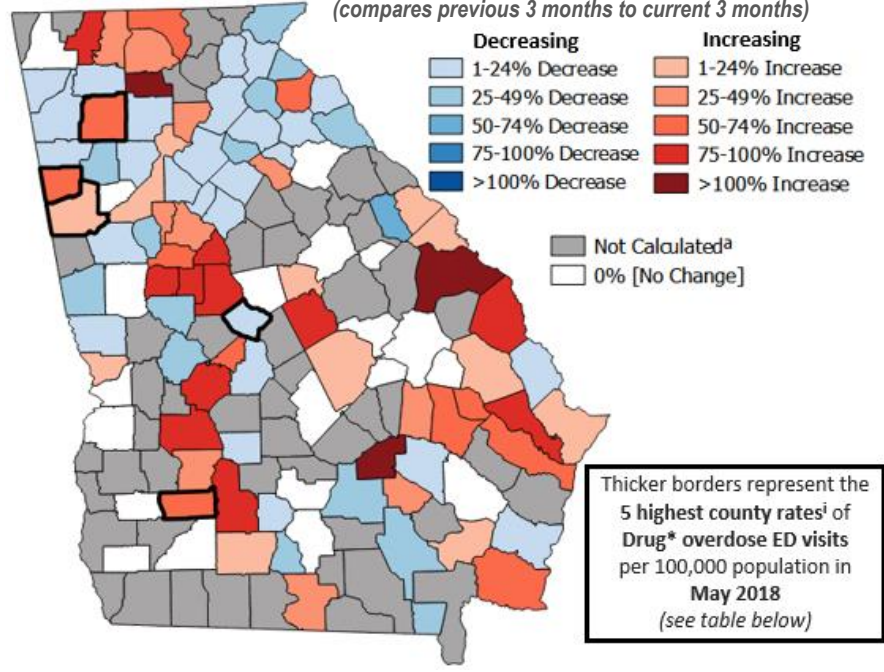 (compares previous 3 months to current 3 months)
Decreasing
1-24% Decrease
25-49% Decrease
50-74% Decrease
75-100% Decrease
>100% Decrease
Increasing
1-24% Increase
25-49% Increase
50-74% Increase
75-100% Increase
>100% Increase
Not Calculatedᵃ
0% [No Change]
Thicker borders represent the
5 highest county ratesⁱ of
Drug* overdose ED visits
per 100,000 population in
May 2018
(see table below)